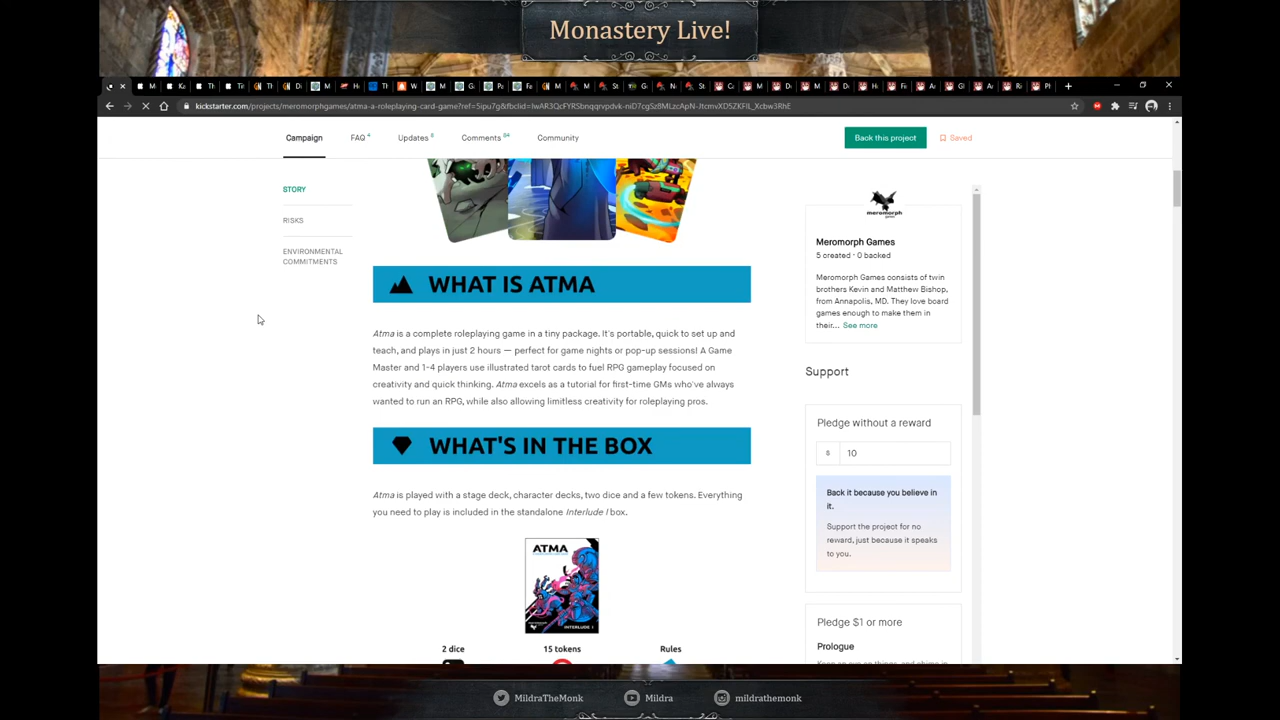 Monastery Live!
kickstarter.com/projects/meromorphgames/atma-a-roleplaying-card-game?ref=5ipu7g&fbclid=IwAR3QcFYRSbnqqrvpdvk-niD7cgSz8MLzcApN-JtcmvXD5ZKFIL_Xcbw3RhE
Campaign FAQ 4 Updates 8 Comments 84 Community Back this project Saved
STORY
RISKS
ENVIRONMENTAL
COMMITMENTS
WHAT IS ATMA
Atma is a complete roleplaying game in a tiny package. It's portable, quick to set up and
teach, and plays in just 2 hours — perfect for game nights or pop-up sessions! A Game
Master and 1-4 players use illustrated tarot cards to fuel RPG gameplay focused on
creativity and quick thinking. Atma excels as a tutorial for first-time GMs who've always
wanted to run an RPG, while also allowing limitless creativity for roleplaying pros.
WHAT'S IN THE BOX
Atma is played with a stage deck, character decks, two dice and a few tokens. Everything
you need to play is included in the standalone Interlude I box.
ATMA
INTERLUDE I
2 dice 15 tokens Rules
meromorph
games
Meromorph Games
5 created · 0 backed
Meromorph Games consists of twin
brothers Kevin and Matthew Bishop,
from Annapolis, MD. They love board
games enough to make them in
their... See more
Support
Pledge without a reward
$ 10
Back it because you believe in
it.
Support the project for no
reward, just because it speaks
to you.
Pledge $1 or more
Prologue
MildraTheMonk Mildra mildrathemonk